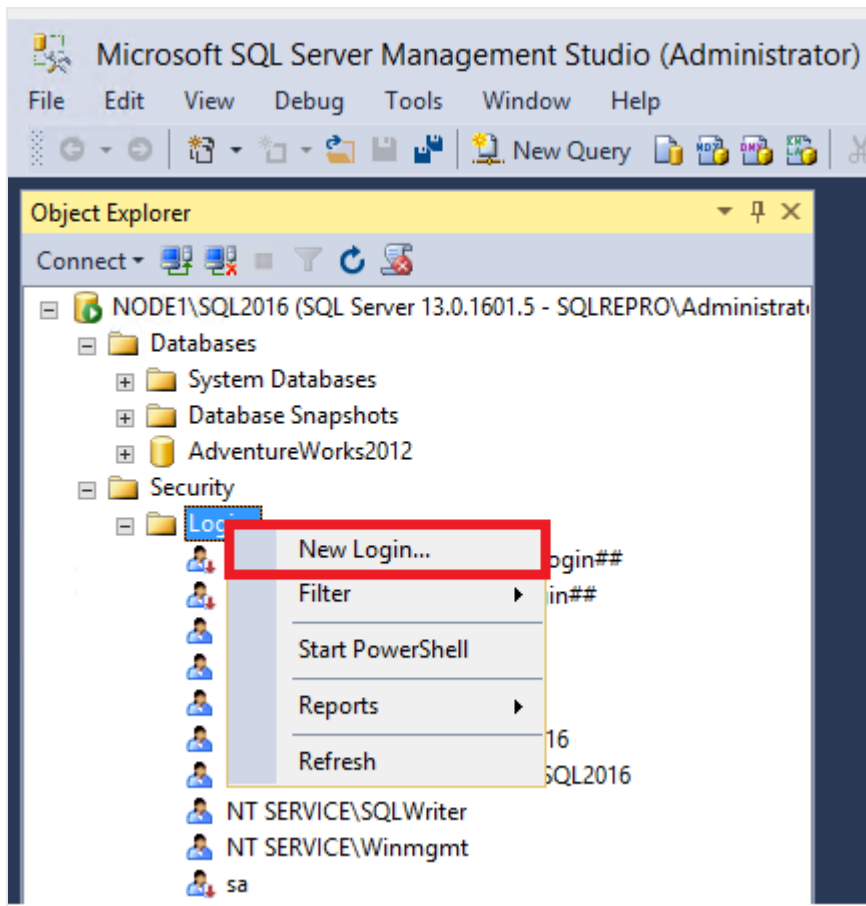 Microsoft SQL Server Management Studio (Administrator)
File Edit View Debug Tools Window Help
New Query
Object Explorer
Connect
NODE1\SQL2016 (SQL Server 13.0.1601.5 - SQLREPRO\Administrat
Databases
System Databases
Database Snapshots
AdventureWorks2012
Security
New Login...
ogin##
Filter
in##
Start PowerShell
Reports
16
Refresh
SQL2016
NT SERVICE\SQLWriter
NT SERVICE\Winmgmt
sa